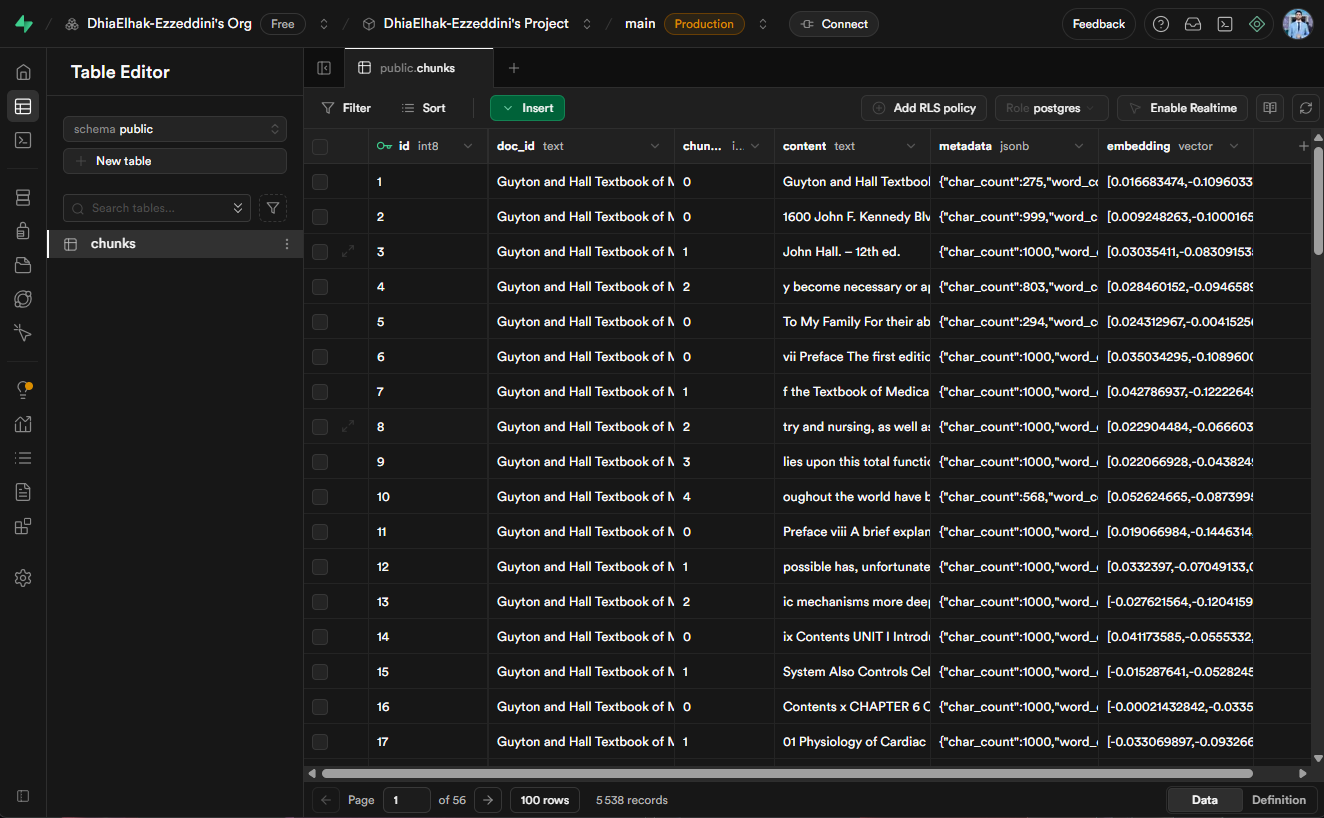 DhiaElhak-Ezzeddini's Org Free DhiaElhak-Ezzeddini's Project main Production Connect Feedback
Table Editor
public.chunks
Filter Sort Insert Add RLS policy Role postgres Enable Realtime
schema public
New table
Search tables...
chunks
id int8 doc_id text chun... i... content text metadata jsonb embedding vector
1 Guyton and Hall Textbook of M 0 Guyton and Hall Textbool {"char_count":275,"word_co [0.016683474,-0.1096033
2 Guyton and Hall Textbook of M 0 1600 John F. Kennedy Blv {"char_count":999,"word_c [0.009248263,-0.1000165
3 Guyton and Hall Textbook of M 1 John Hall. – 12th ed. {"char_count":1000,"word_ [0.03035411,-0.08309153
4 Guyton and Hall Textbook of M 2 y become necessary or ap {"char_count":803,"word_c [0.028460152,-0.0946589
5 Guyton and Hall Textbook of M 0 To My Family For their ab {"char_count":294,"word_c [0.024312967,-0.0041525
6 Guyton and Hall Textbook of M 0 vii Preface The first editio {"char_count":1000,"word_ [0.035034295,-0.108960
7 Guyton and Hall Textbook of M 1 f the Textbook of Medica {"char_count":1000,"word_ [0.042786937,-0.1222264
8 Guyton and Hall Textbook of M 2 try and nursing, as well as {"char_count":1000,"word_ [0.022904484,-0.066603
9 Guyton and Hall Textbook of M 3 lies upon this total functio {"char_count":1000,"word_ [0.022066928,-0.043824
10 Guyton and Hall Textbook of M 4 oughout the world have b {"char_count":568,"word_c [0.052624665,-0.087399
11 Guyton and Hall Textbook of M 0 Preface viii A brief explan {"char_count":1000,"word_ [0.019066984,-0.1446314,
12 Guyton and Hall Textbook of M 1 possible has, unfortunate {"char_count":1000,"word_ [0.0332397,-0.07049133,0
13 Guyton and Hall Textbook of M 2 ic mechanisms more deep {"char_count":1000,"word_ [-0.027621564,-0.1204159
14 Guyton and Hall Textbook of M 0 ix Contents UNIT I Introdu {"char_count":1000,"word_ [0.041173585,-0.0555332,
15 Guyton and Hall Textbook of M 1 System Also Controls Cel {"char_count":1000,"word_ [-0.015287641,-0.0528245
16 Guyton and Hall Textbook of M 0 Contents x CHAPTER 6 C {"char_count":1000,"word_ [-0.00021432842,-0.0335
17 Guyton and Hall Textbook of M 1 01 Physiology of Cardiac {"char_count":1000,"word_ [-0.033069897,-0.093266
Page 1 of 56 100 rows 5 538 records Data Definition